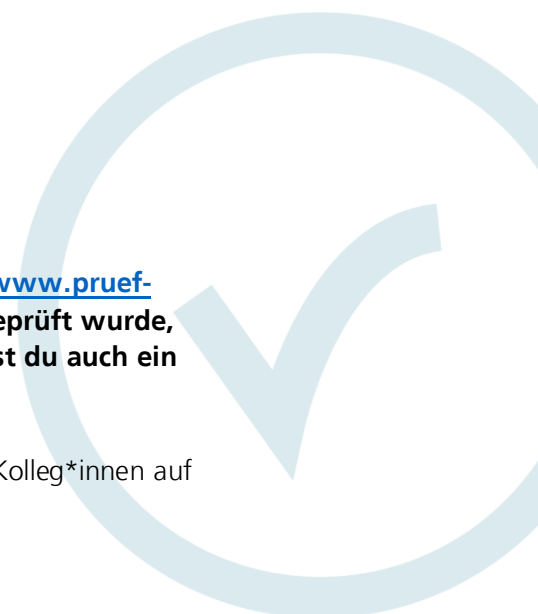 www.pruef-
eprüft wurde,
st du auch ein
Kolleg*innen auf